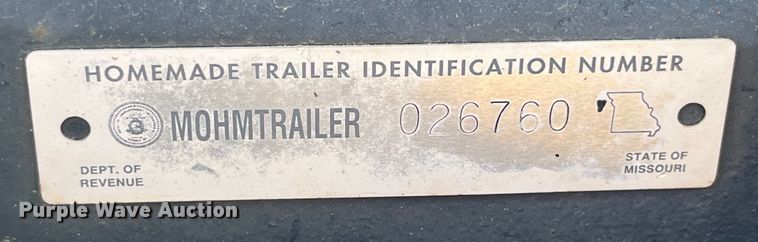 HOMEMADE TRAILER IDENTIFICATION NUMBER
MOHMTRAILER 026760
DEPT. OF REVENUE
STATE OF MISSOURI
Purple Wave Auction